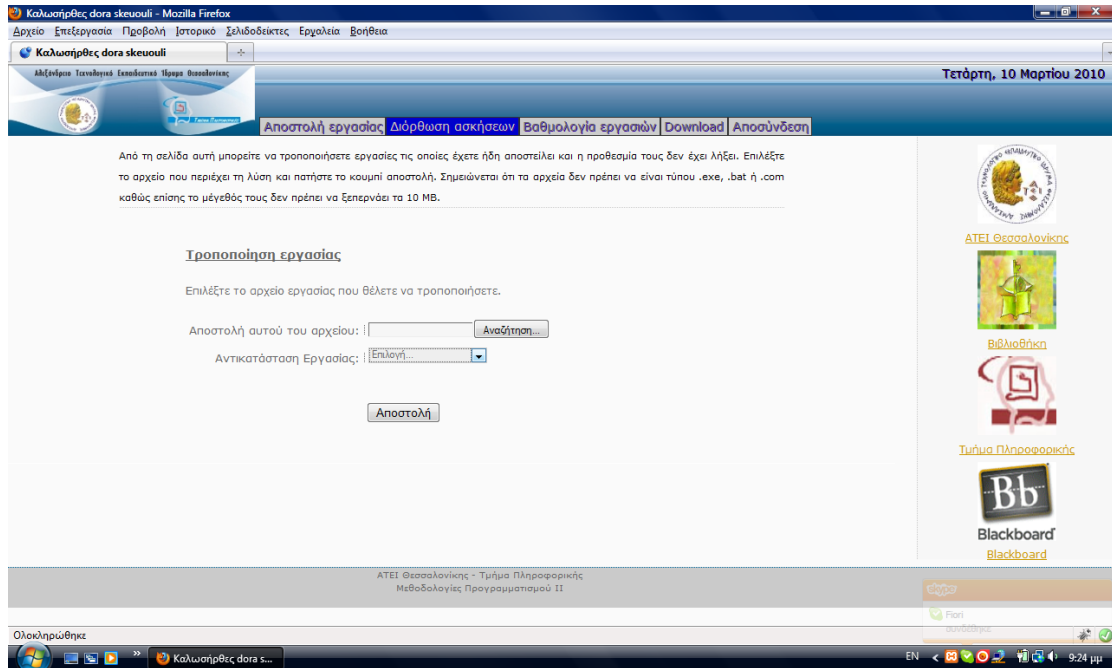 Καλωσήρθες dora skeuouli - Mozilla Firefox
Αρχείο Επεξεργασία Προβολή Ιστορικό Σελιδοδείκτες Εργαλεία Βοήθεια
Καλωσήρθες dora skeuouli
Τετάρτη, 10 Μαρτίου 2010
Αποστολή εργασίας Διόρθωση ασκήσεων Βαθμολογία εργασιών Download Αποσύνδεση
Από τη σελίδα αυτή μπορείτε να τροποποιήσετε εργασίες τις οποίες έχετε ήδη αποστείλει και η προθεσμία τους δεν έχει λήξει. Επιλέξτε
το αρχείο που περιέχει τη λύση και πατήστε το κουμπί αποστολή. Σημειώνεται ότι τα αρχεία δεν πρέπει να είναι τύπου .exe, .bat ή .com
καθώς επίσης το μέγεθός τους δεν πρέπει να ξεπερνάει τα 10 MB.
Τροποποίηση εργασίας
Επιλέξτε το αρχείο εργασίας που θέλετε να τροποποιήσετε.
Αποστολή αυτού του αρχείου: Αναζήτηση...
Αντικατάσταση Εργασίας: Επιλογή...
Αποστολή
ΑΤΕΙ Θεσσαλονίκης
Βιβλιοθήκη
Τμήμα Πληροφορικής
Bb
Blackboard
Blackboard
ΑΤΕΙ Θεσσαλονίκης - Τμήμα Πληροφορικής
Μεθοδολογίες Προγραμματισμού ΙΙ
skype
Fiori
συνδέθηκε
Ολοκληρώθηκε
Καλωσήρθες dora s...
EN
9:24 μμ